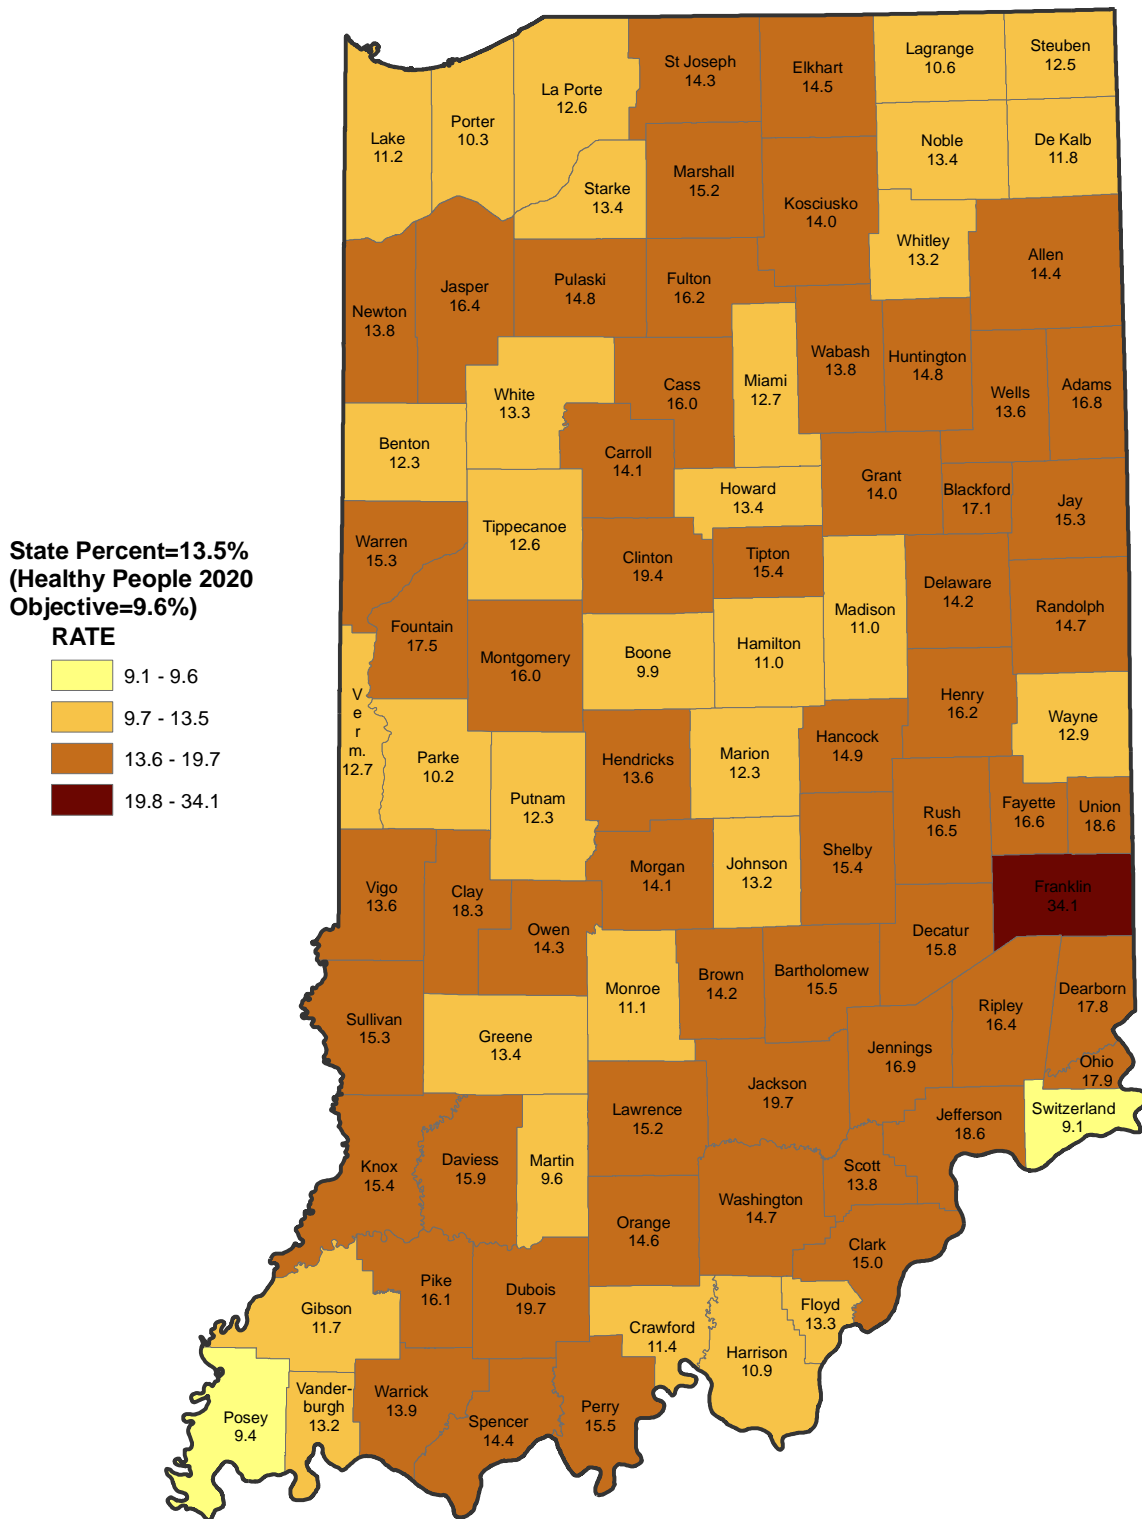 State Percent=13.5%
(Healthy People 2020
Objective=9.6%)
RATE
9.1 - 9.6
9.7 - 13.5
13.6 - 19.7
19.8 - 34.1
Lake
11.2
Porter
10.3
La Porte
12.6
St Joseph
14.3
Elkhart
14.5
Lagrange
10.6
Steuben
12.5
Noble
13.4
De Kalb
11.8
Starke
13.4
Marshall
15.2
Kosciusko
14.0
Whitley
13.2
Allen
14.4
Newton
13.8
Jasper
16.4
Pulaski
14.8
Fulton
16.2
White
13.3
Cass
16.0
Miami
12.7
Wabash
13.8
Huntington
14.8
Wells
13.6
Adams
16.8
Benton
12.3
Carroll
14.1
Howard
13.4
Grant
14.0
Blackford
17.1
Jay
15.3
Warren
15.3
Tippecanoe
12.6
Clinton
19.4
Tipton
15.4
Madison
11.0
Delaware
14.2
Randolph
14.7
Fountain
17.5
Montgomery
16.0
Boone
9.9
Hamilton
11.0
Henry
16.2
Wayne
12.9
V
e
r
m.
12.7
Parke
10.2
Putnam
12.3
Hendricks
13.6
Marion
12.3
Hancock
14.9
Rush
16.5
Fayette
16.6
Union
18.6
Vigo
13.6
Clay
18.3
Owen
14.3
Morgan
14.1
Johnson
13.2
Shelby
15.4
Decatur
15.8
Franklin
34.1
Sullivan
15.3
Greene
13.4
Monroe
11.1
Brown
14.2
Bartholomew
15.5
Jennings
16.9
Ripley
16.4
Dearborn
17.8
Ohio
17.9
Switzerland
9.1
Knox
15.4
Daviess
15.9
Martin
9.6
Lawrence
15.2
Jackson
19.7
Jefferson
18.6
Scott
13.8
Washington
14.7
Orange
14.6
Clark
15.0
Gibson
11.7
Pike
16.1
Dubois
19.7
Crawford
11.4
Harrison
10.9
Floyd
13.3
Posey
9.4
Vander-
burgh
13.2
Warrick
13.9
Spencer
14.4
Perry
15.5